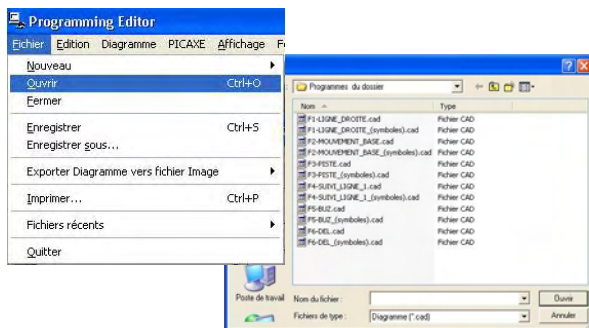 Programming Editor
Fichier Edition Diagramme PICAXE Affichage
Nouveau
Ouvrir Ctrl+O
Fermer
Enregistrer Ctrl+S
Enregistrer sous...
Exporter Diagramme vers fichier Image
Imprimer... Ctrl+P
Fichiers récents
Quitter
Programmes du dossier
Nom Type
F1-LIGNE_DROITE.cad Fichier CAD
F1-LIGNE_DROITE_(symboles).cad Fichier CAD
F2-MOUVEMENT_BASE.cad Fichier CAD
F2-MOUVEMENT_BASE_(symboles).cad Fichier CAD
F3-PISTE.cad Fichier CAD
F3-PISTE_(symboles).cad Fichier CAD
F4-SUIVI_LIGNE_1.cad Fichier CAD
F4-SUIVI_LIGNE_1_(symboles).cad Fichier CAD
F5-BUZ.cad Fichier CAD
F5-BUZ_(symboles).cad Fichier CAD
F6-DEL.cad Fichier CAD
F6-DEL_(symboles).cad Fichier CAD
Poste de travail
Nom du fichier : Ouvrir
Fichiers de type : Diagramme (*.cad) Annuler